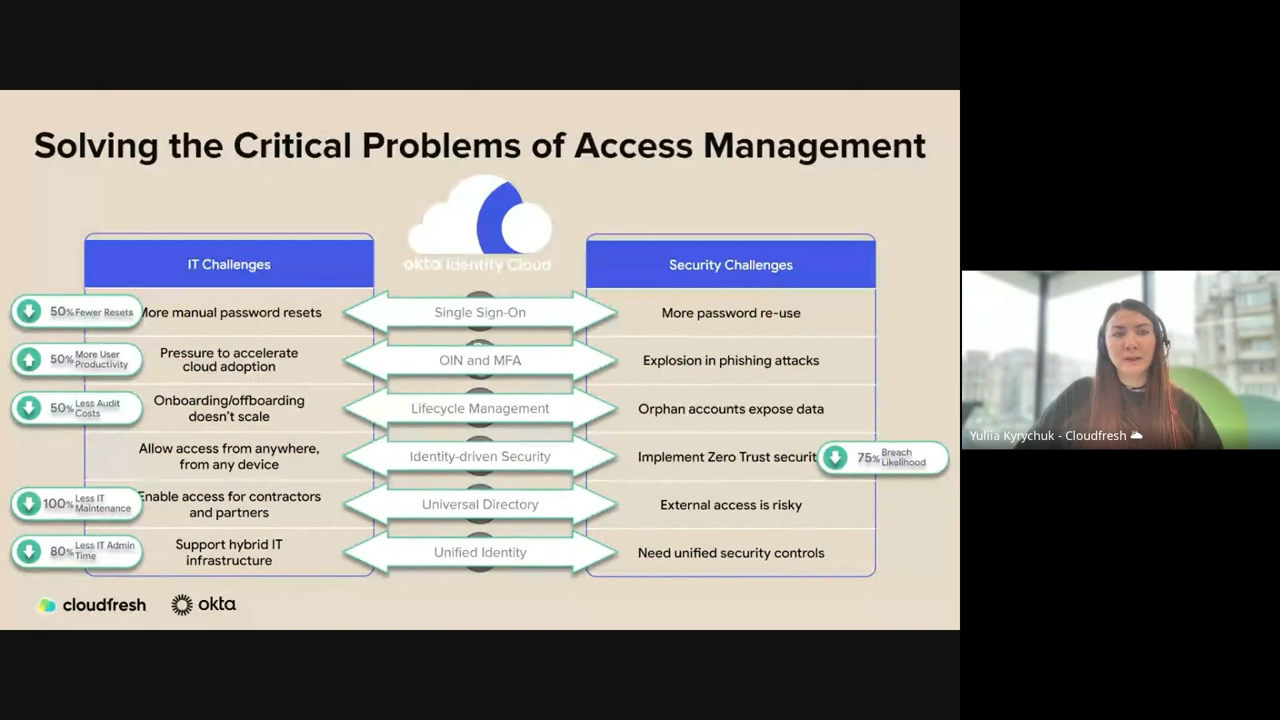 Solving the Critical Problems of Access Management
okta Identity Cloud
IT Challenges
Security Challenges
50% Fewer Resets
More manual password resets
Single Sign-On
More password re-use
50% More User
Productivity
Pressure to accelerate
cloud adoption
OIN and MFA
Explosion in phishing attacks
50% Less Audit
Costs
Onboarding/offboarding
doesn't scale
Lifecycle Management
Orphan accounts expose data
Allow access from anywhere,
from any device
Identity-driven Security
Implement Zero Trust securit
75% Breach
Likelihood
100% Less IT
Maintenance
Enable access for contractors
and partners
Universal Directory
External access is risky
80% Less IT Admin
Time
Support hybrid IT
infrastructure
Unified Identity
Need unified security controls
cloudfresh
okta
Yuliia Kyrychuk - Cloudfresh